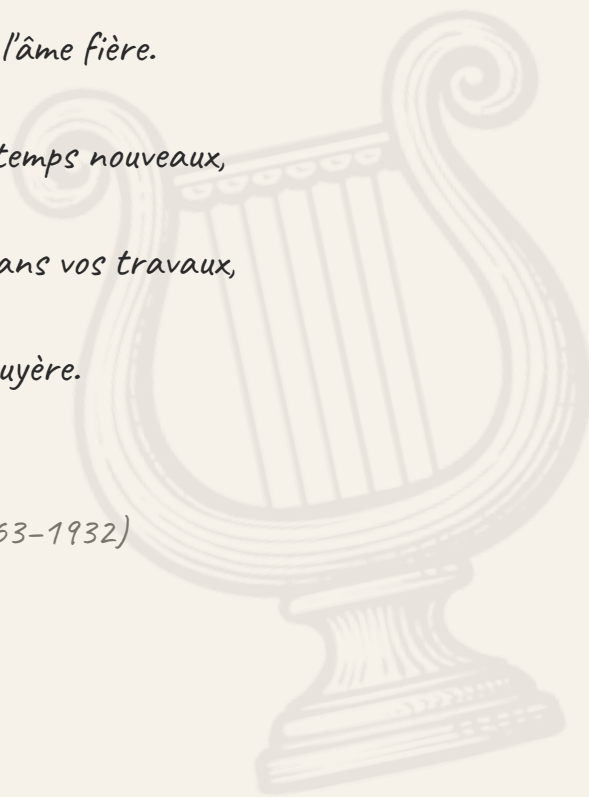 l'âme fière.
temps nouveaux,
ans vos travaux,
uyère.
63–1932)